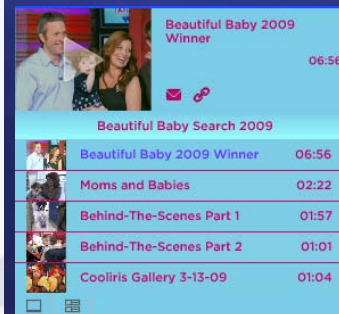 Beautiful Baby 2009
Winner
06:56
Beautiful Baby Search 2009
Beautiful Baby 2009 Winner 06:56
Moms and Babies 02:22
Behind-The-Scenes Part 1 01:57
Behind-The-Scenes Part 2 01:01
Cooliris Gallery 3-13-09 01:04